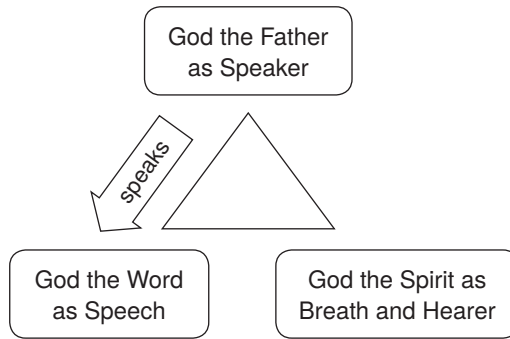 God the Father
as Speaker
speaks
God the Word
as Speech
God the Spirit as
Breath and Hearer